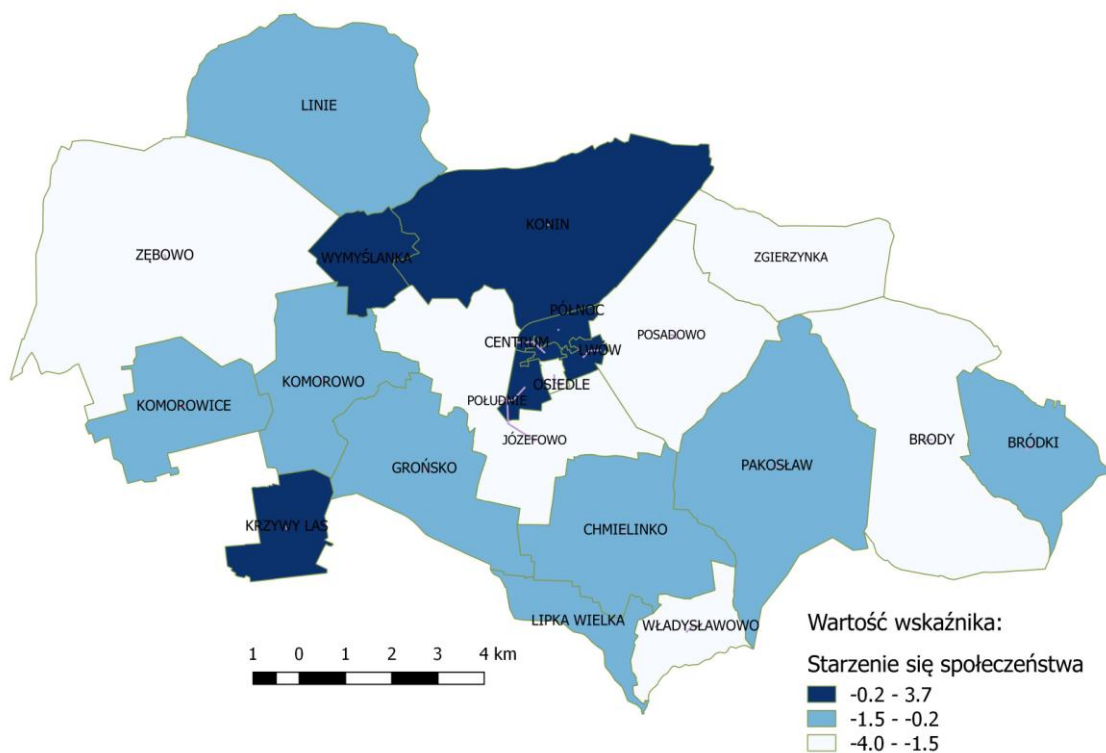 LINIE
KONIN
ZĘBOWO
WYMYŚLANKA
ZGIERZYNKA
PÓŁNOC
POSADOWO
CENTRUM
LWÓW
KOMOROWO
OSIEDLE
KOMOROWICE
POŁUDNIE
JÓZEFOWO
BRODY
BRÓDKI
GROŃSKO
PAKOSŁAW
KRZYWY LAS
CHMIELINKO
LIPKA WIELKA
WŁADYSŁAWOWO
Wartość wskaźnika:
1 0 1 2 3 4 km
Starzenie się społeczeństwa
-0.2 - 3.7
-1.5 - -0.2
-4.0 - -1.5